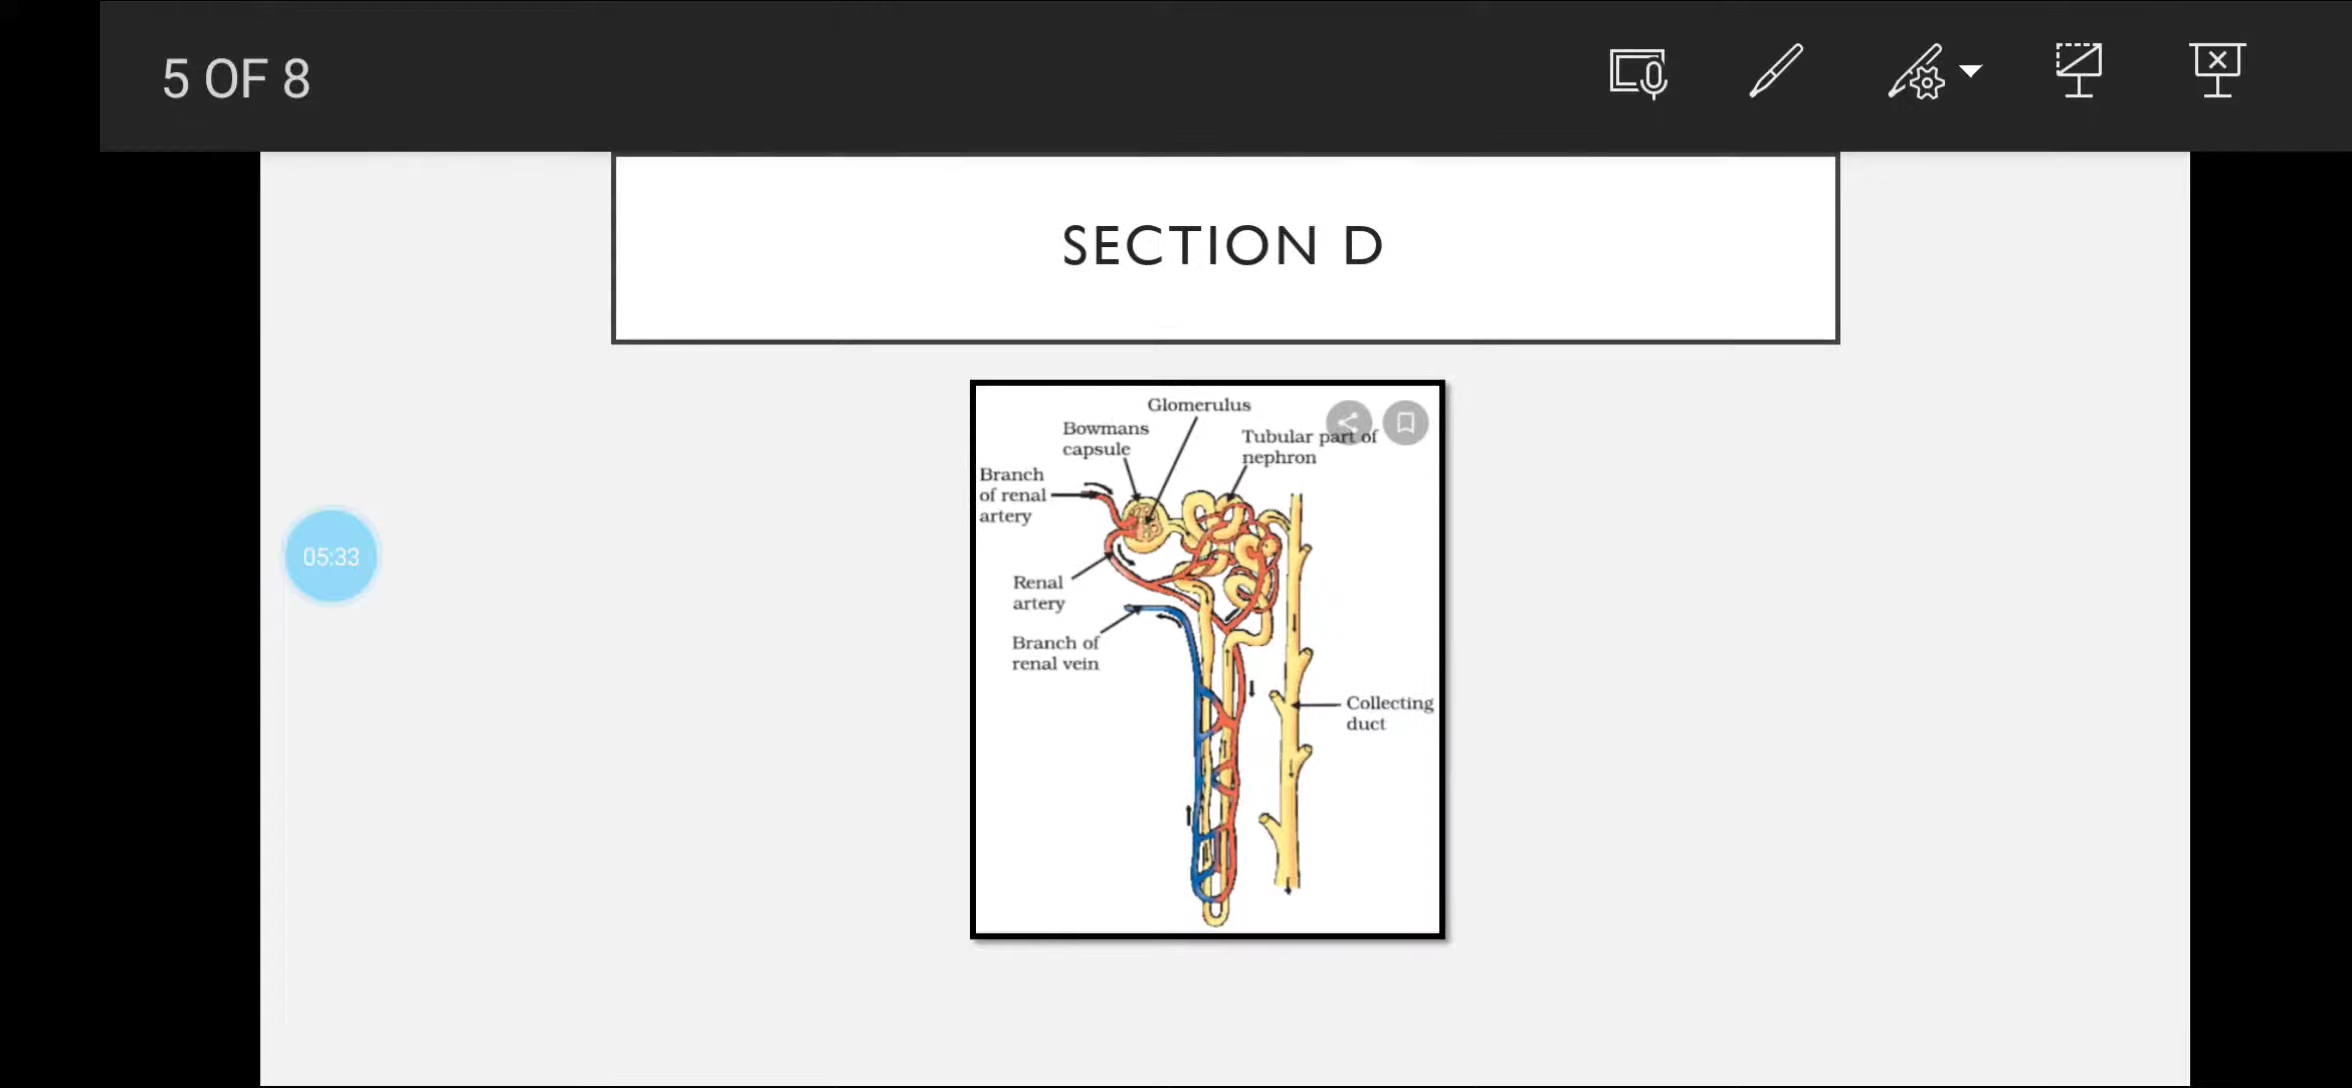 5 OF 8
SECTION D
Glomerulus
Bowmans
capsule
Tubular part of
nephron
Branch
of renal
artery
05:33
Renal
artery
Branch of
renal vein
Collecting
duct